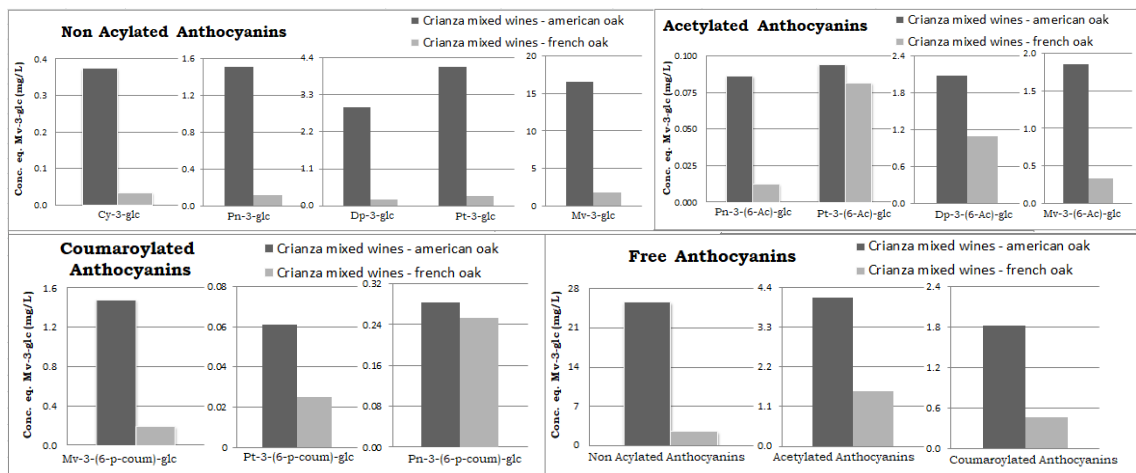 Non Acylated Anthocyanins
Crianza mixed wines - american oak
Crianza mixed wines - french oak
Conc. eq. Mv-3-glc (mg/L)
0.4
0.3
0.2
0.1
0.0
Cy-3-glc
1.6
1.2
0.8
0.4
0.0
Pn-3-glc
4.4
3.3
2.2
1.1
0.0
Dp-3-glc Pt-3-glc
20
15
10
5
0
Mv-3-glc
Acetylated Anthocyanins
Crianza mixed wines - american oak
Crianza mixed wines - french oak
Conc. eq. Mv-3-glc (mg/L)
0.100
0.075
0.050
0.025
0.000
Pn-3-(6-Ac)-glc Pt-3-(6-Ac)-glc
2.4
1.8
1.2
0.6
0.0
Dp-3-(6-Ac)-glc
2.0
1.5
1.0
0.5
0.0
Mv-3-(6-Ac)-glc
Coumaroylated
Anthocyanins
Crianza mixed wines - american oak
Crianza mixed wines - french oak
Conc. eq. Mv-3-glc (mg/L)
1.6
1.2
0.8
0.4
0.0
Mv-3-(6-p-coum)-glc
0.08
0.06
0.04
0.02
0
Pt-3-(6-p-coum)-glc
0.32
0.24
0.16
0.08
0.00
Pn-3-(6-p-coum)-glc
Free Anthocyanins
Crianza mixed wines - american oak
Crianza mixed wines - french oak
Conc. eq. Mv-3-glc (mg/L)
28
21
14
7
0
Non Acylated Anthocyanins
4.4
3.3
2.2
1.1
0.0
Acetylated Anthocyanins
2.4
1.8
1.2
0.6
0.0
Coumaroylated Anthocyanins